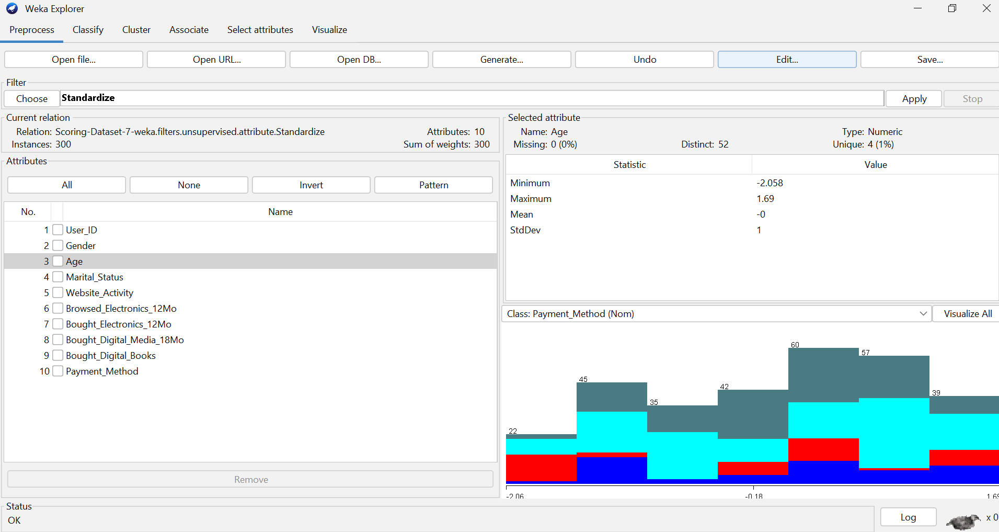 Weka Explorer
Preprocess Classify Cluster Associate Select attributes Visualize
Open file... Open URL... Open DB... Generate... Undo Edit... Save...
Filter
Choose Standardize Apply Stop
Current relation
Relation: Scoring-Dataset-7-weka.filters.unsupervised.attribute.Standardize Attributes: 10
Instances: 300 Sum of weights: 300
Attributes
All None Invert Pattern
No. Name
1 User_ID
2 Gender
3 Age
4 Marital_Status
5 Website_Activity
6 Browsed_Electronics_12Mo
7 Bought_Electronics_12Mo
8 Bought_Digital_Media_18Mo
9 Bought_Digital_Books
10 Payment_Method
Remove
Selected attribute
Name: Age Type: Numeric
Missing: 0 (0%) Distinct: 52 Unique: 4 (1%)
Statistic Value
Minimum -2.058
Maximum 1.69
Mean -0
StdDev 1
Class: Payment_Method (Nom) Visualize All
22 45 35 42 60 57 39
-2.06 -0.18 1.69
Status
OK
Log x 0